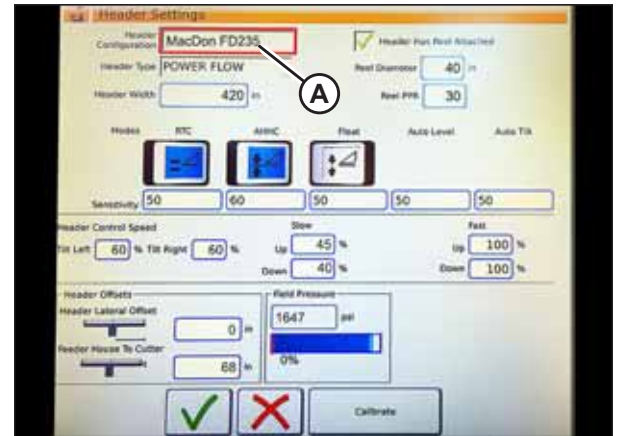 Header Settings
Header Configuration MacDon FD235 Header Has Reel Attached
Header Type POWER FLOW Reel Diameter 40 in
Header Width 420 in Reel PPR 30
A
Modes RTC AHHC Float Auto Level Auto Tilt
Sensitivity 50 60 50 50 50
Header Control Speed Slow Fast
Tilt Left 60 % Tilt Right 60 % Up 45 % Up 100 %
Down 40 % Down 100 %
Header Offsets Field Pressure
Header Lateral Offset 0 in 1647 psi
Feeder House To Cutter 68 in 0%
Calibrate